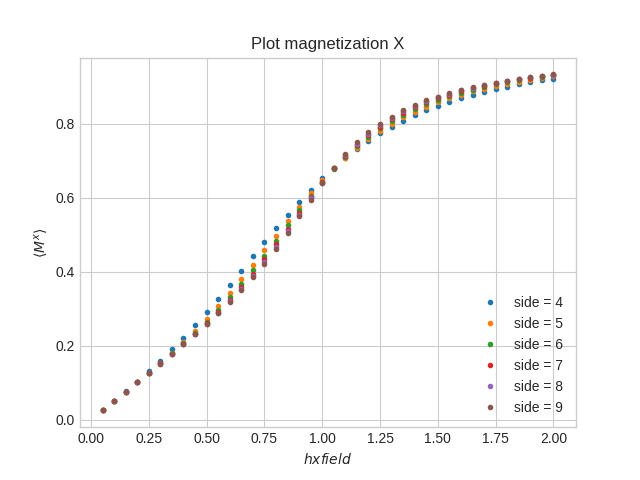 Plot magnetization X
⟨Mˣ⟩
0.8
0.6
0.4
0.2
0.0
side = 4
side = 5
side = 6
side = 7
side = 8
side = 9
0.00 0.25 0.50 0.75 1.00 1.25 1.50 1.75 2.00
hxfield